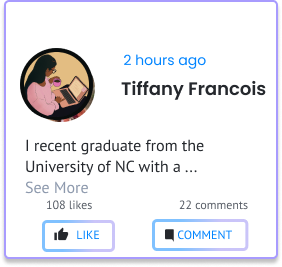 2 hours ago
Tiffany Francois
I recent graduate from the
University of NC with a ...
See More
108 likes
22 comments
LIKE
COMMENT